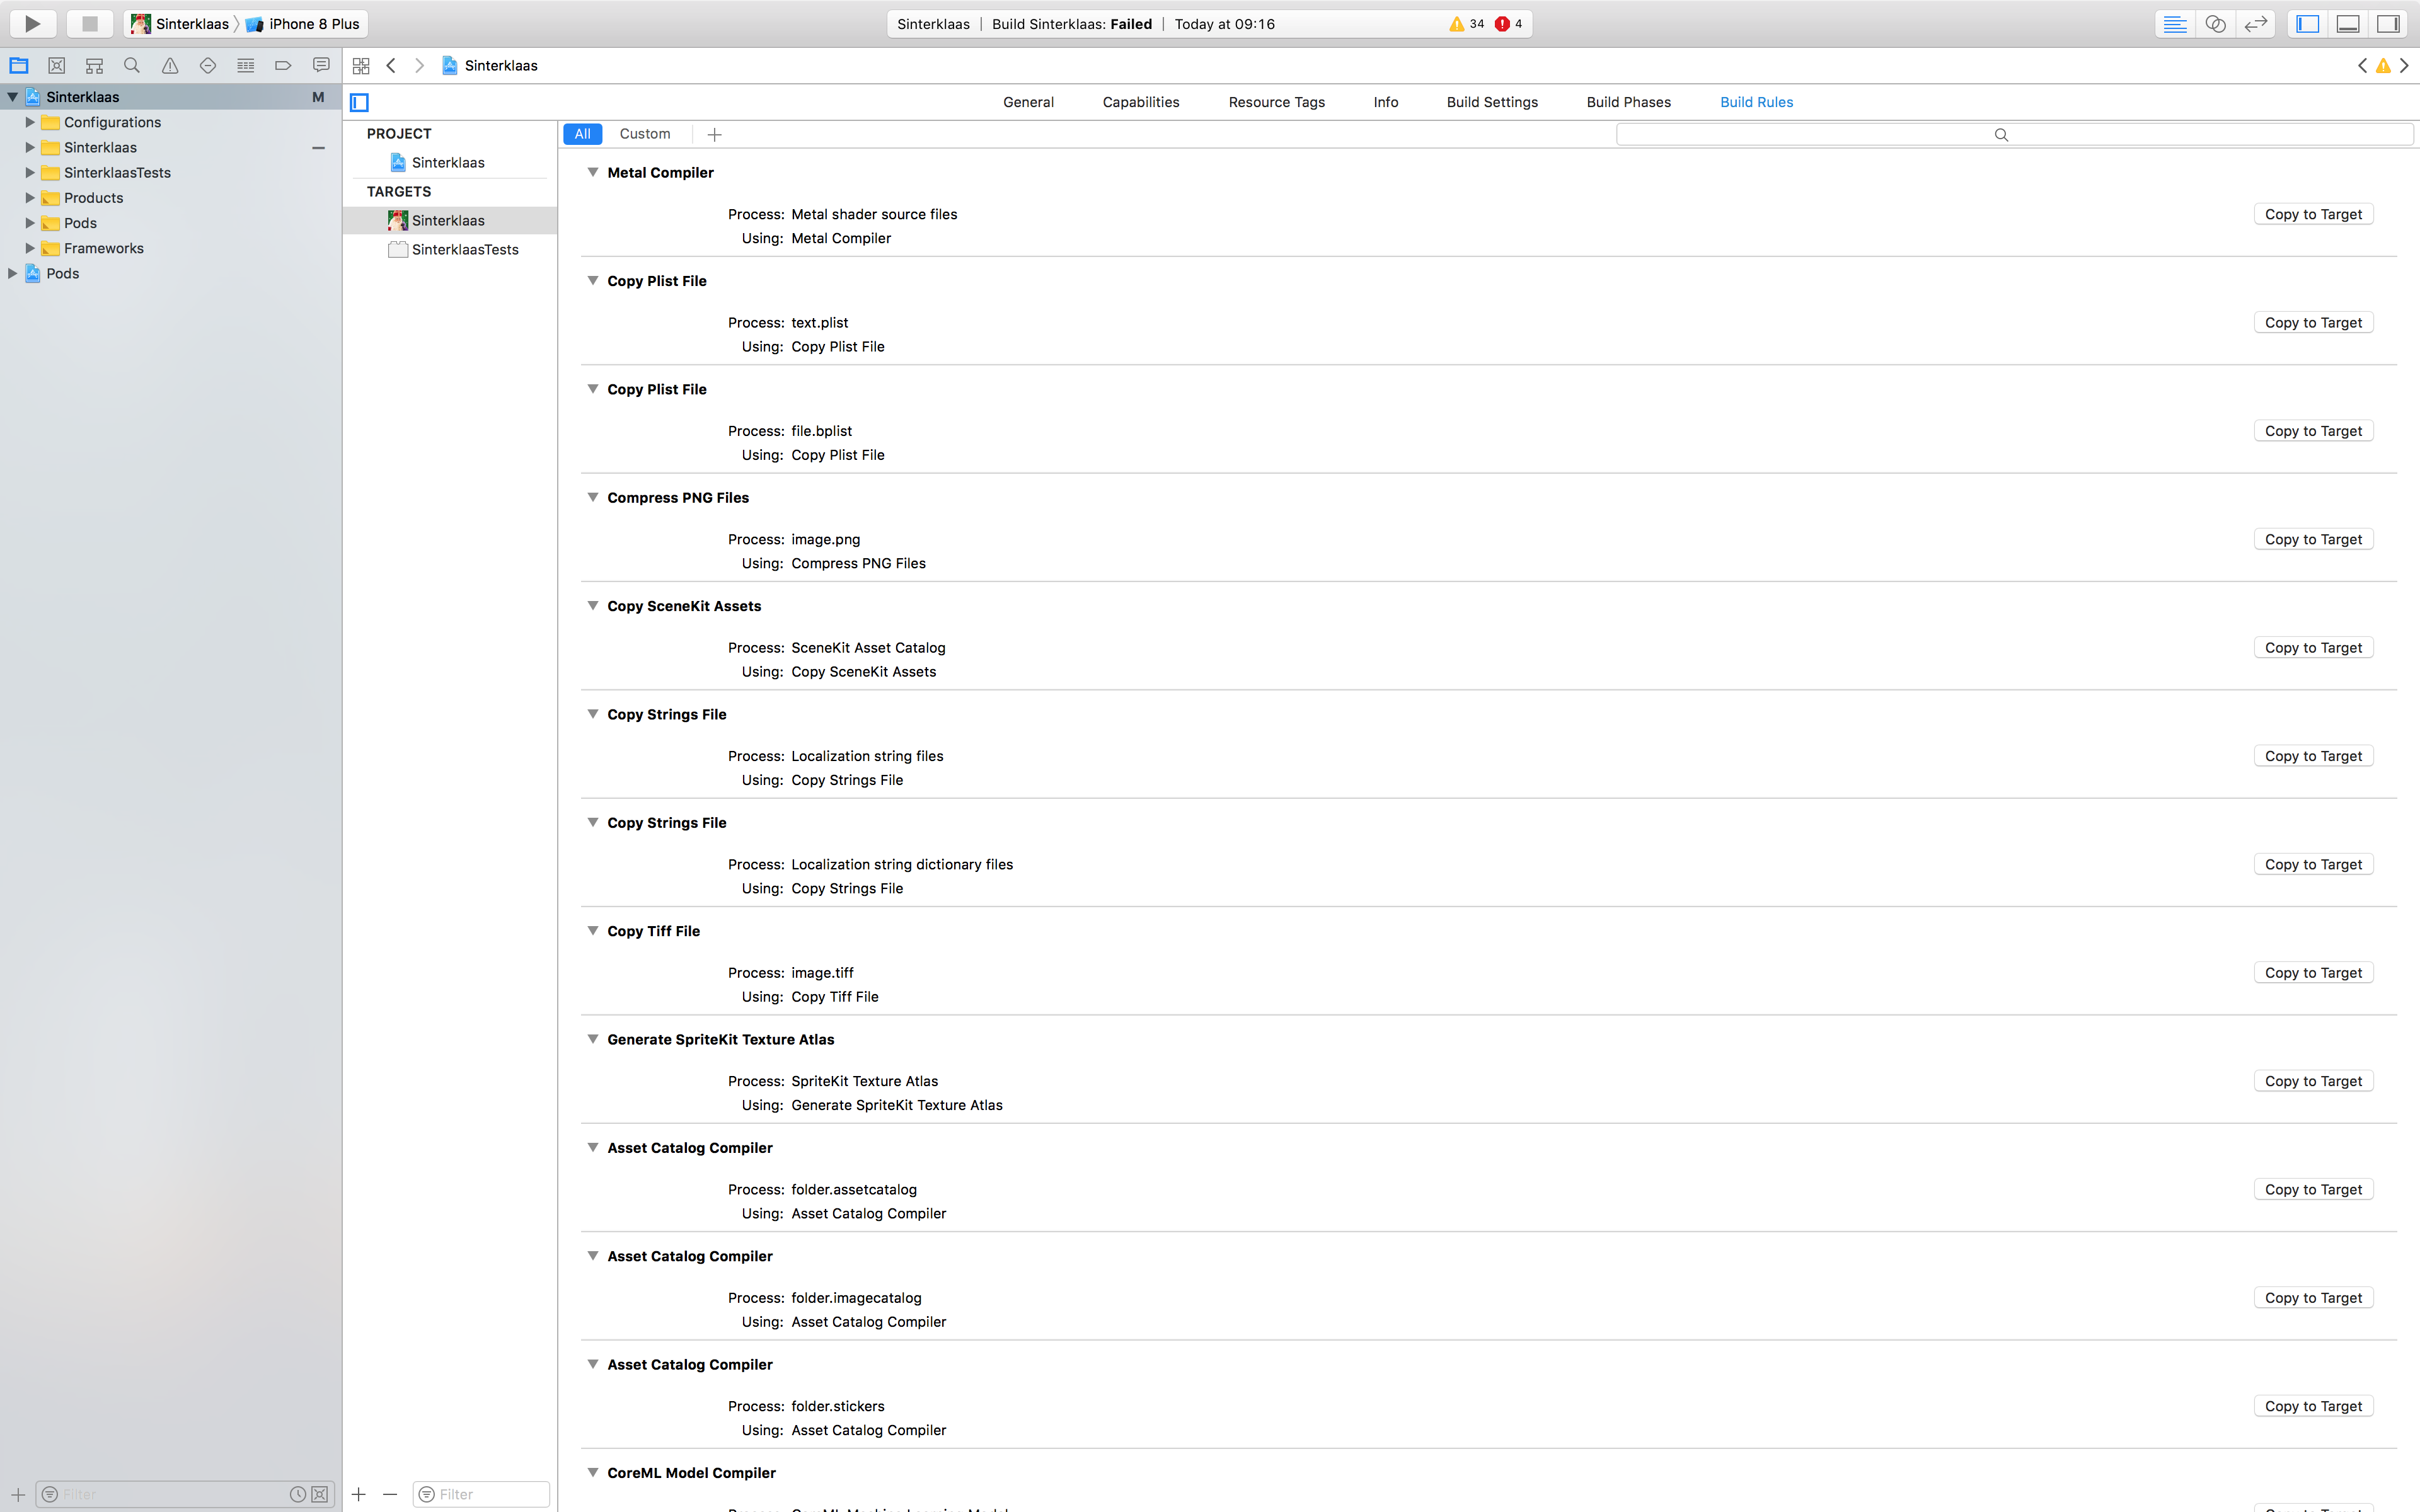 Sinterklaas
iPhone 8 Plus
Sinterklaas | Build Sinterklaas: Failed | Today at 09:16
34
4
Sinterklaas M
Configurations
Sinterklaas
SinterklaasTests
Products
Pods
Frameworks
Pods
Filter
Sinterklaas
General Capabilities Resource Tags Info Build Settings Build Phases Build Rules
PROJECT
Sinterklaas
TARGETS
Sinterklaas
SinterklaasTests
Filter
All Custom
Metal Compiler
Process: Metal shader source files
Copy to Target
Using: Metal Compiler
Copy Plist File
Process: text.plist
Copy to Target
Using: Copy Plist File
Copy Plist File
Process: file.bplist
Copy to Target
Using: Copy Plist File
Compress PNG Files
Process: image.png
Copy to Target
Using: Compress PNG Files
Copy SceneKit Assets
Process: SceneKit Asset Catalog
Copy to Target
Using: Copy SceneKit Assets
Copy Strings File
Process: Localization string files
Copy to Target
Using: Copy Strings File
Copy Strings File
Process: Localization string dictionary files
Copy to Target
Using: Copy Strings File
Copy Tiff File
Process: image.tiff
Copy to Target
Using: Copy Tiff File
Generate SpriteKit Texture Atlas
Process: SpriteKit Texture Atlas
Copy to Target
Using: Generate SpriteKit Texture Atlas
Asset Catalog Compiler
Process: folder.assetcatalog
Copy to Target
Using: Asset Catalog Compiler
Asset Catalog Compiler
Process: folder.imagecatalog
Copy to Target
Using: Asset Catalog Compiler
Asset Catalog Compiler
Process: folder.stickers
Copy to Target
Using: Asset Catalog Compiler
CoreML Model Compiler